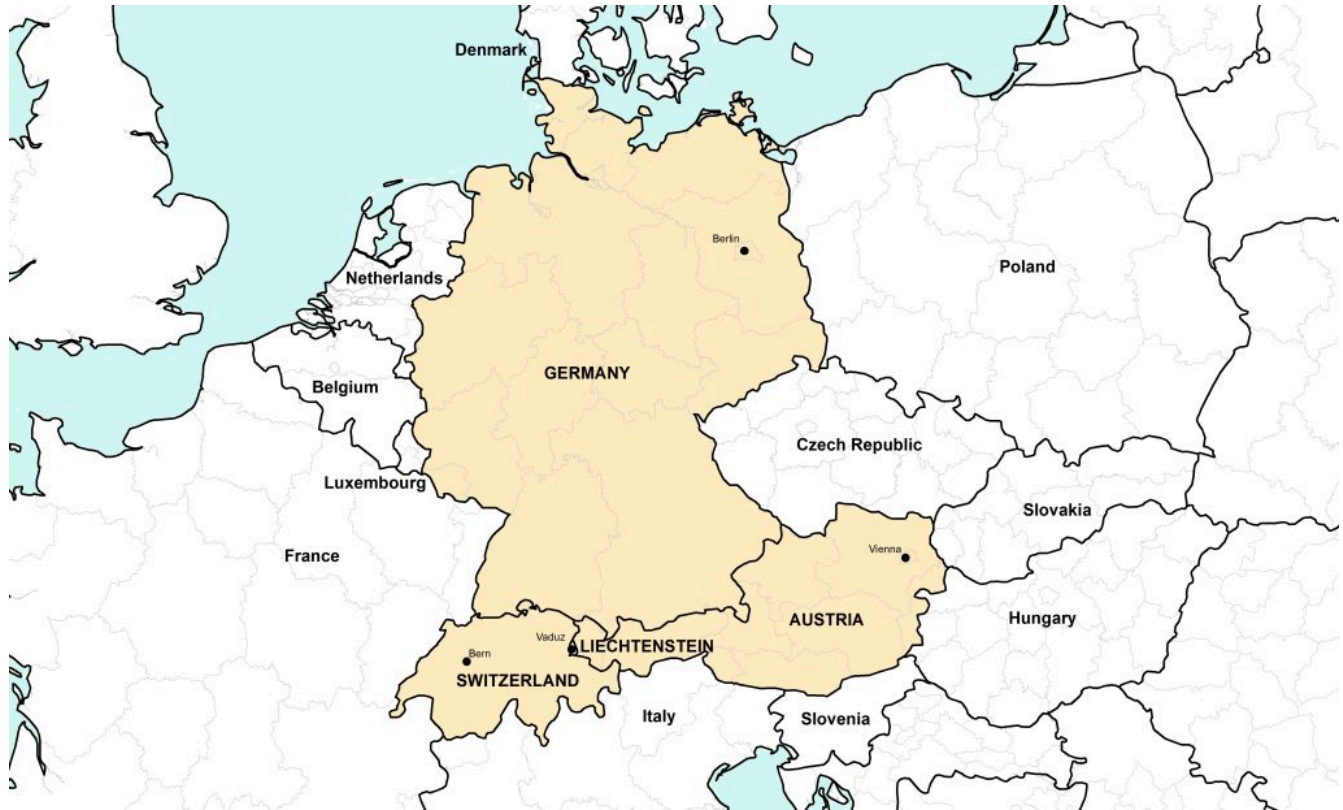 Denmark
Berlin
Poland
Netherlands
GERMANY
Belgium
Czech Republic
Luxembourg
Slovakia
France
Vienna
Hungary
AUSTRIA
Vaduz
LIECHTENSTEIN
Bern
SWITZERLAND
Italy
Slovenia